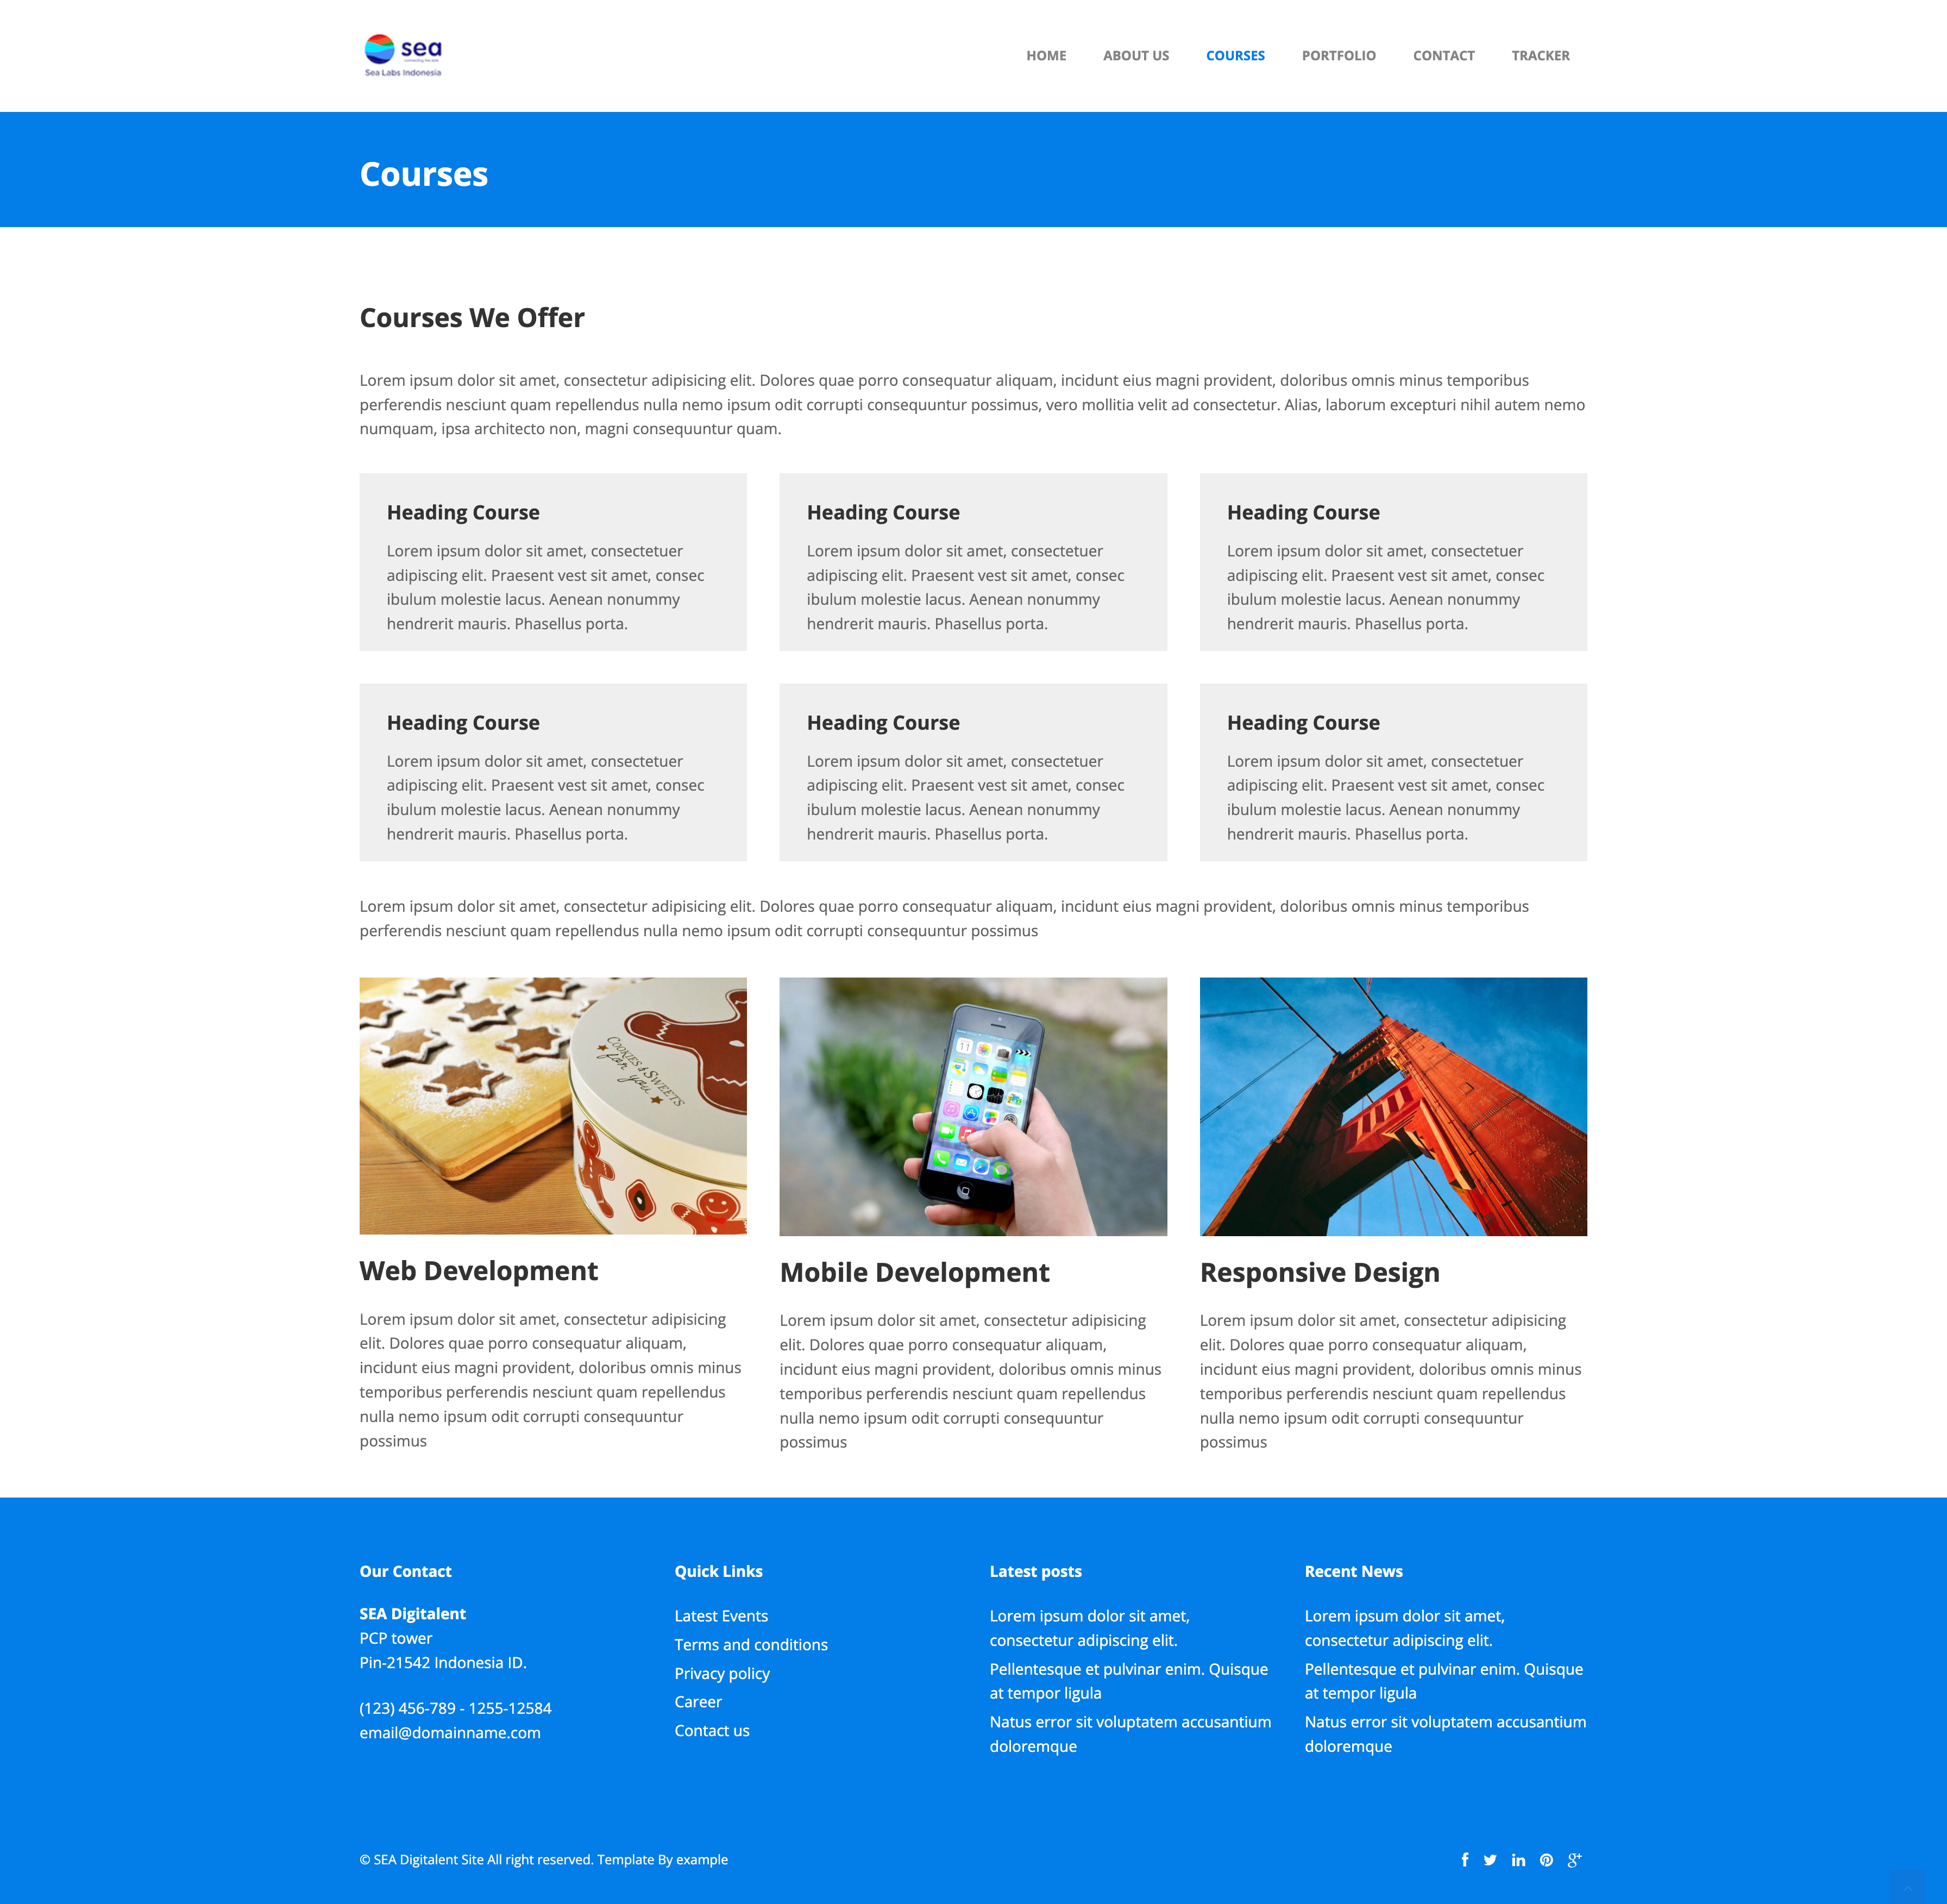 sea
connecting the dots
Sea Labs Indonesia
HOME ABOUT US COURSES PORTFOLIO CONTACT TRACKER
Courses
Courses We Offer
Lorem ipsum dolor sit amet, consectetur adipisicing elit. Dolores quae porro consequatur aliquam, incidunt eius magni provident, doloribus omnis minus temporibus
perferendis nesciunt quam repellendus nulla nemo ipsum odit corrupti consequuntur possimus, vero mollitia velit ad consectetur. Alias, laborum excepturi nihil autem nemo
numquam, ipsa architecto non, magni consequuntur quam.
Heading Course
Lorem ipsum dolor sit amet, consectetuer
adipiscing elit. Praesent vest sit amet, consec
ibulum molestie lacus. Aenean nonummy
hendrerit mauris. Phasellus porta.
Heading Course
Lorem ipsum dolor sit amet, consectetuer
adipiscing elit. Praesent vest sit amet, consec
ibulum molestie lacus. Aenean nonummy
hendrerit mauris. Phasellus porta.
Heading Course
Lorem ipsum dolor sit amet, consectetuer
adipiscing elit. Praesent vest sit amet, consec
ibulum molestie lacus. Aenean nonummy
hendrerit mauris. Phasellus porta.
Heading Course
Lorem ipsum dolor sit amet, consectetuer
adipiscing elit. Praesent vest sit amet, consec
ibulum molestie lacus. Aenean nonummy
hendrerit mauris. Phasellus porta.
Heading Course
Lorem ipsum dolor sit amet, consectetuer
adipiscing elit. Praesent vest sit amet, consec
ibulum molestie lacus. Aenean nonummy
hendrerit mauris. Phasellus porta.
Heading Course
Lorem ipsum dolor sit amet, consectetuer
adipiscing elit. Praesent vest sit amet, consec
ibulum molestie lacus. Aenean nonummy
hendrerit mauris. Phasellus porta.
Lorem ipsum dolor sit amet, consectetur adipisicing elit. Dolores quae porro consequatur aliquam, incidunt eius magni provident, doloribus omnis minus temporibus
perferendis nesciunt quam repellendus nulla nemo ipsum odit corrupti consequuntur possimus
COOKIES & SWEETS
for you
11
Web Development
Lorem ipsum dolor sit amet, consectetur adipisicing
elit. Dolores quae porro consequatur aliquam,
incidunt eius magni provident, doloribus omnis minus
temporibus perferendis nesciunt quam repellendus
nulla nemo ipsum odit corrupti consequuntur
possimus
Mobile Development
Lorem ipsum dolor sit amet, consectetur adipisicing
elit. Dolores quae porro consequatur aliquam,
incidunt eius magni provident, doloribus omnis minus
temporibus perferendis nesciunt quam repellendus
nulla nemo ipsum odit corrupti consequuntur
possimus
Responsive Design
Lorem ipsum dolor sit amet, consectetur adipisicing
elit. Dolores quae porro consequatur aliquam,
incidunt eius magni provident, doloribus omnis minus
temporibus perferendis nesciunt quam repellendus
nulla nemo ipsum odit corrupti consequuntur
possimus
Our Contact
SEA Digitalent
PCP tower
Pin-21542 Indonesia ID.
(123) 456-789 - 1255-12584
email@domainname.com
Quick Links
Latest Events
Terms and conditions
Privacy policy
Career
Contact us
Latest posts
Lorem ipsum dolor sit amet,
consectetur adipiscing elit.
Pellentesque et pulvinar enim. Quisque
at tempor ligula
Natus error sit voluptatem accusantium
doloremque
Recent News
Lorem ipsum dolor sit amet,
consectetur adipiscing elit.
Pellentesque et pulvinar enim. Quisque
at tempor ligula
Natus error sit voluptatem accusantium
doloremque
© SEA Digitalent Site All right reserved. Template By example